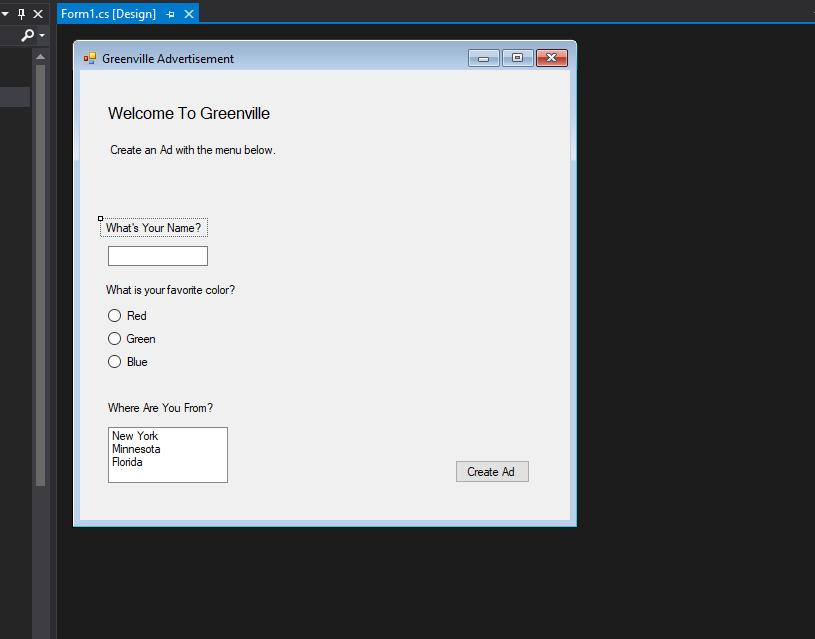 Form1.cs [Design]
Greenville Advertisement
Welcome To Greenville
Create an Ad with the menu below.
What's Your Name?
What is your favorite color?
Red
Green
Blue
Where Are You From?
New York
Minnesota
Florida
Create Ad